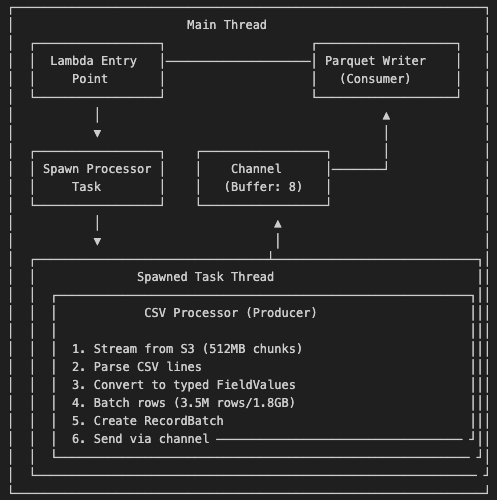 Main Thread
Lambda Entry
Point
Parquet Writer
(Consumer)
Spawn Processor
Task
Channel
(Buffer: 8)
Spawned Task Thread
CSV Processor (Producer)
1. Stream from S3 (512MB chunks)
2. Parse CSV lines
3. Convert to typed FieldValues
4. Batch rows (3.5M rows/1.8GB)
5. Create RecordBatch
6. Send via channel